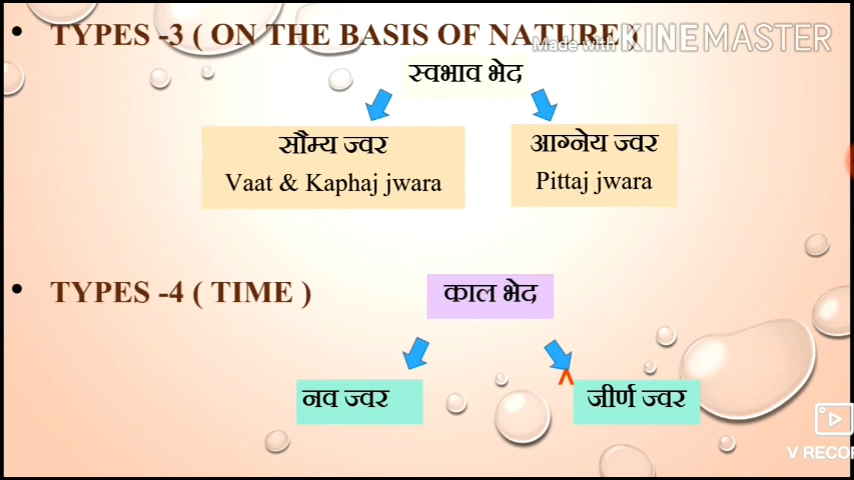 • TYPES -3 ( ON THE BASIS OF NATURE )
Made with KINEMASTER
स्वभाव भेद
सौम्य ज्वर
Vaat & Kaphaj jwara
आग्नेय ज्वर
Pittaj jwara
• TYPES -4 ( TIME )
काल भेद
नव ज्वर
जीर्ण ज्वर
V RECO